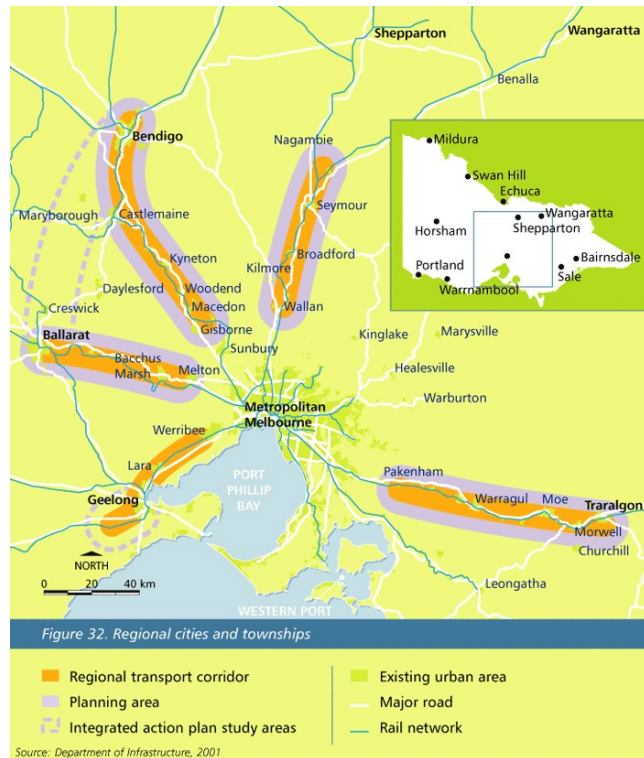 Shepparton
Wangaratta
Benalla
Bendigo
Nagambie
Mildura
Swan Hill
Echuca
Wangaratta
Shepparton
Horsham
Bairnsdale
Portland
Sale
Warrnambool
Seymour
Maryborough
Castlemaine
Kyneton
Broadford
Kilmore
Daylesford
Woodend
Macedon
Wallan
Creswick
Gisborne
Kinglake
Marysville
Ballarat
Sunbury
Bacchus
Marsh
Melton
Healesville
Warburton
Metropolitan
Melbourne
Werribee
Lara
PORT
PHILLIP
BAY
Pakenham
Geelong
Warragul
Moe
Traralgon
Morwell
Churchill
NORTH
0 20 40 km
Leongatha
WESTERN PORT
Figure 32. Regional cities and townships
Regional transport corridor
Planning area
Integrated action plan study areas
Existing urban area
Major road
Rail network
Source: Department of Infrastructure, 2001